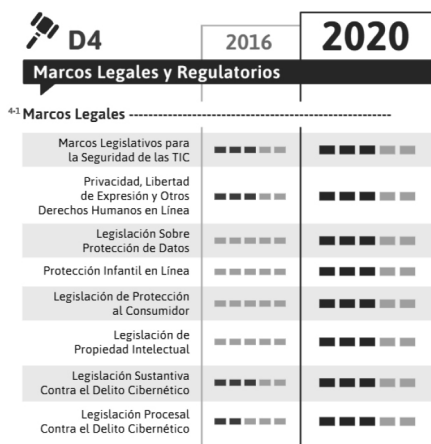 D4
2016
2020
Marcos Legales y Regulatorios
4-1 Marcos Legales
Marcos Legislativos para
la Seguridad de las TIC
Privacidad, Libertad
de Expresión y Otros
Derechos Humanos en Línea
Legislación Sobre
Protección de Datos
Protección Infantil en Línea
Legislación de Protección
al Consumidor
Legislación de
Propiedad Intelectual
Legislación Sustantiva
Contra el Delito Cibernético
Legislación Procesal
Contra el Delito Cibernético